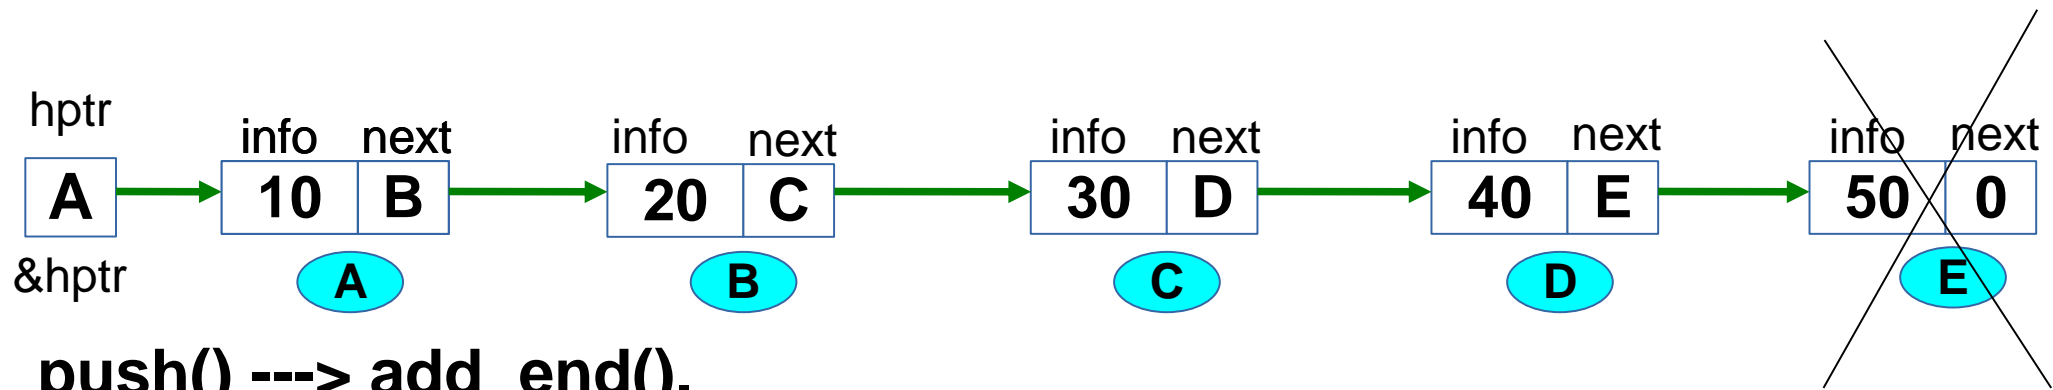 hptr
info next info next info next info next info next
A 10 B 20 C 30 D 40 E 50 0
&hptr A B C D E
push() ---> add_end().